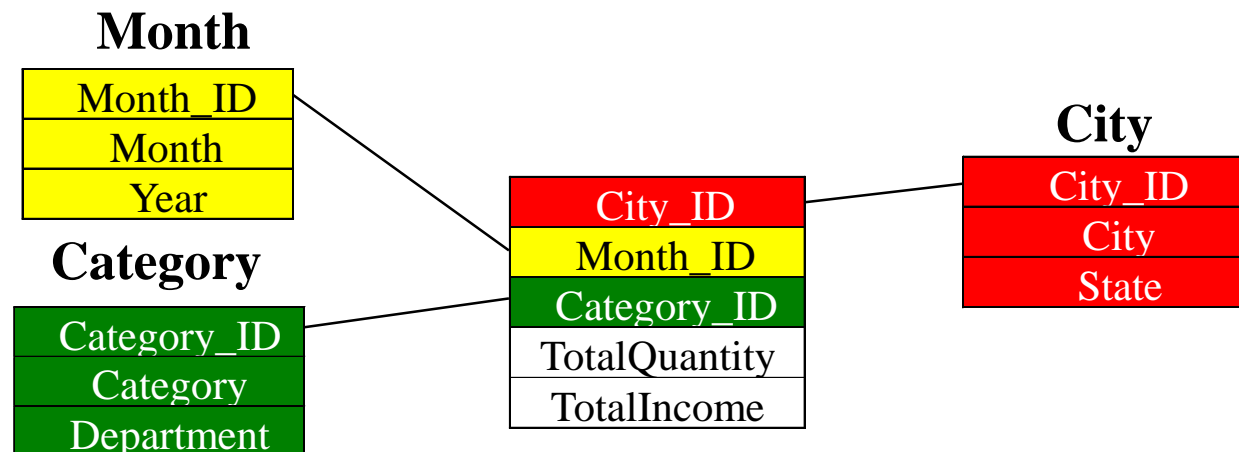 Month
Month_ID
Month
Year
Category
Category_ID
Category
Department
City_ID
Month_ID
Category_ID
TotalQuantity
TotalIncome
City
City_ID
City
State